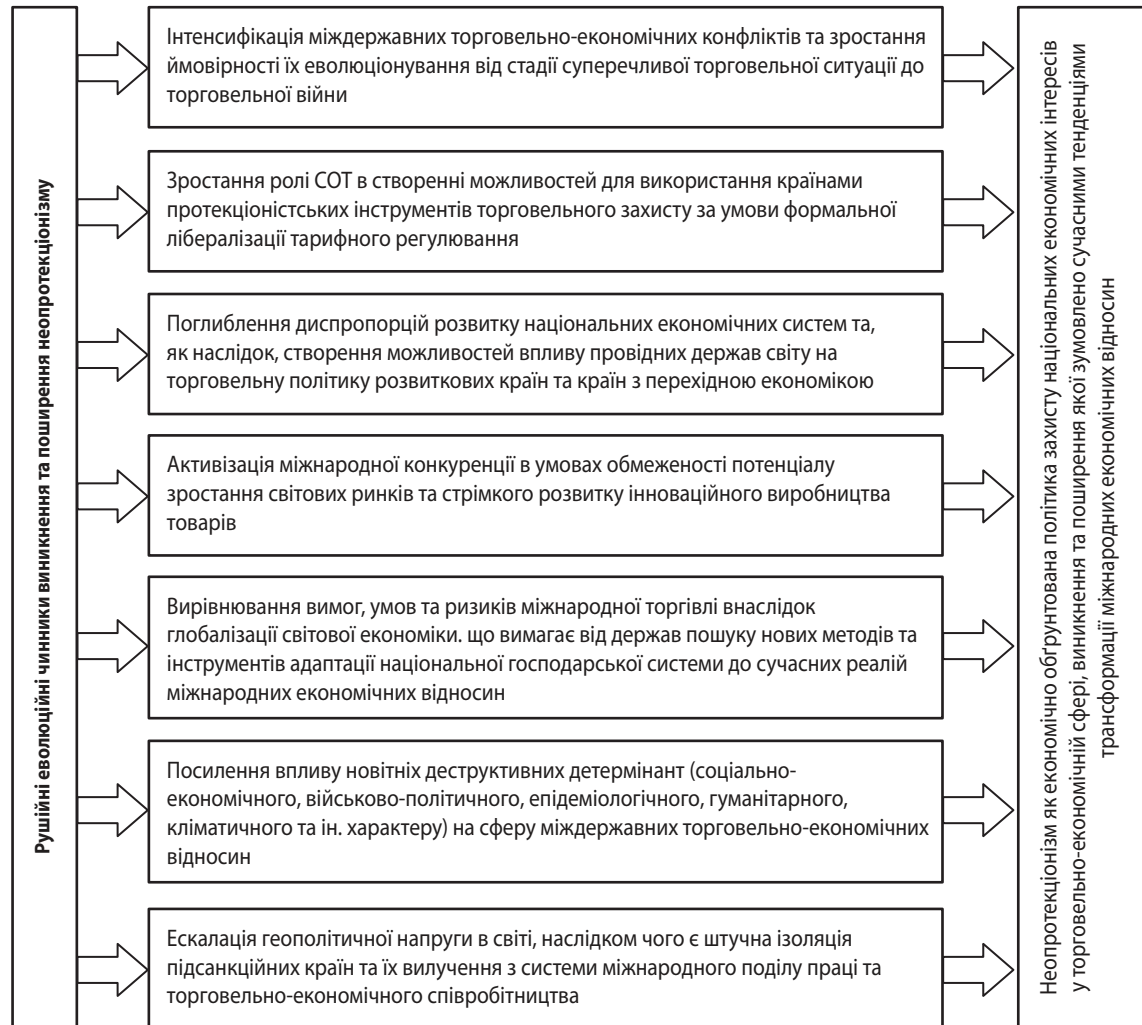 Рушійні еволюційні чинники виникнення та поширення неопротекціонізму
Інтенсифікація міждержавних торговельно-економічних конфліктів та зростання
ймовірності їх еволюціонування від стадії суперечливої торговельної ситуації до
торговельної війни
Зростання ролі СОТ в створенні можливостей для використання країнами
протекціоністських інструментів торговельного захисту за умови формальної
лібералізації тарифного регулювання
Поглиблення диспропорцій розвитку національних економічних систем та,
як наслідок, створення можливостей впливу провідних держав світу на
торговельну політику розвиткових країн та країн з перехідною економікою
Активізація міжнародної конкуренції в умовах обмеженості потенціалу
зростання світових ринків та стрімкого розвитку інноваційного виробництва
товарів
Вирівнювання вимог, умов та ризиків міжнародної торгівлі внаслідок
глобалізації світової економіки. що вимагає від держав пошуку нових методів та
інструментів адаптації національної господарської системи до сучасних реалій
міжнародних економічних відносин
Посилення впливу новітніх деструктивних детермінант (соціально-
економічного, військово-політичного, епідеміологічного, гуманітарного,
кліматичного та ін. характеру) на сферу міждержавних торговельно-економічних
відносин
Ескалація геополітичної напруги в світі, наслідком чого є штучна ізоляція
підсанкційних країн та їх вилучення з системи міжнародного поділу праці та
торговельно-економічного співробітництва
Неопротекціонізм як економічно обґрунтована політика захисту національних економічних інтересів
у торговельно-економічній сфері, виникнення та поширення якої зумовлено сучасними тенденціями
трансформації міжнародних економічних відносин